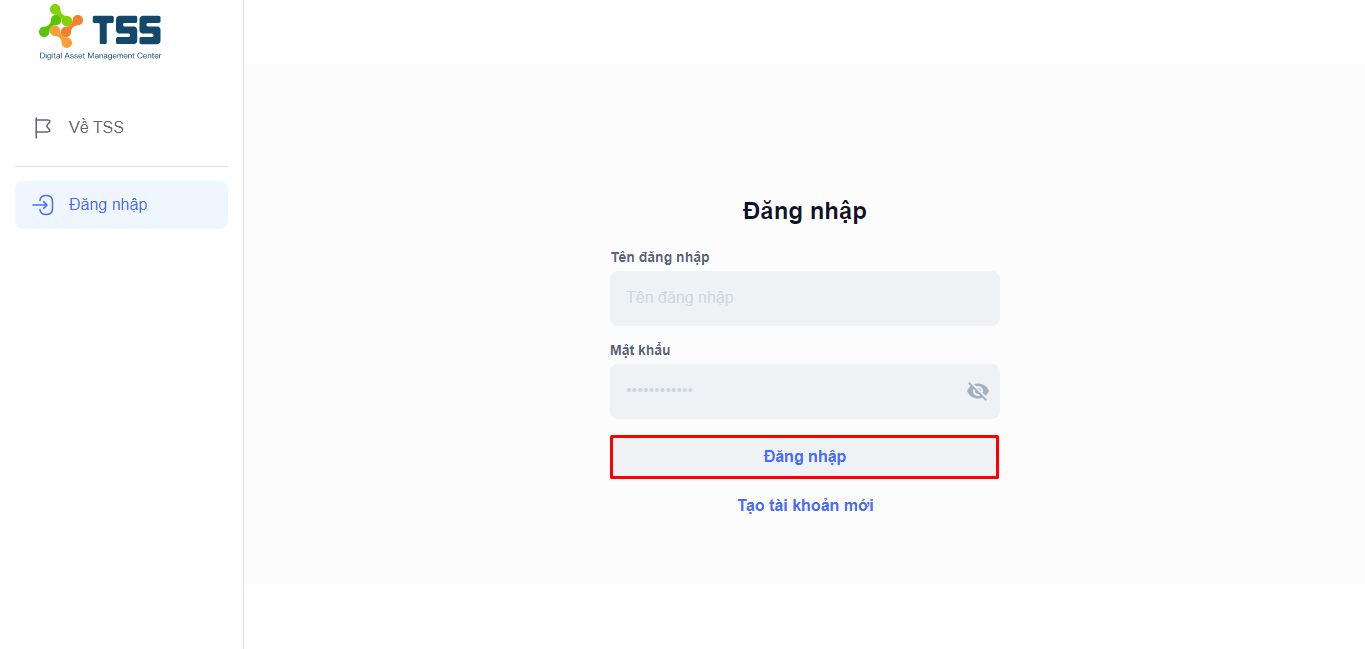 TSS
Digital Asset Management Center
Về TSS
Đăng nhập
Đăng nhập
Tên đăng nhập
Tên đăng nhập
Mật khẩu
••••••••••••
Đăng nhập
Tạo tài khoản mới